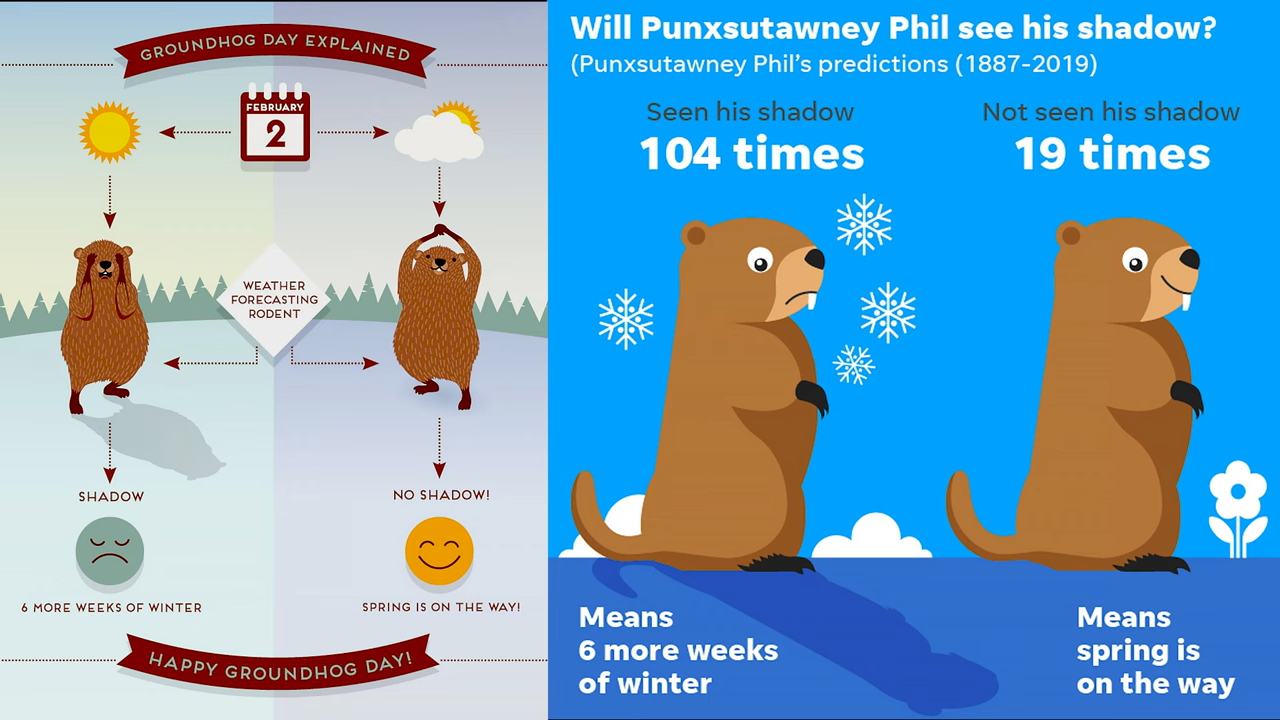 GROUNDHOG DAY EXPLAINED
FEBRUARY
2
WEATHER
FORECASTING
RODENT
SHADOW
NO SHADOW!
6 MORE WEEKS OF WINTER
SPRING IS ON THE WAY!
HAPPY GROUNDHOG DAY!
Will Punxsutawney Phil see his shadow?
(Punxsutawney Phil's predictions (1887-2019)
Seen his shadow
104 times
Not seen his shadow
19 times
Means
6 more weeks
of winter
Means
spring is
on the way